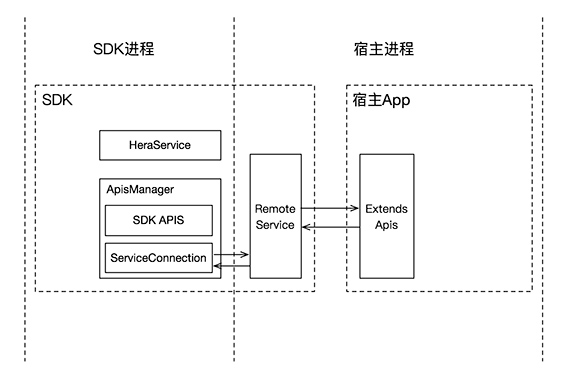 SDK进程
宿主进程
SDK
宿主App
HeraService
ApisManager
SDK APIS
ServiceConnection
Remote
Service
Extends
Apis